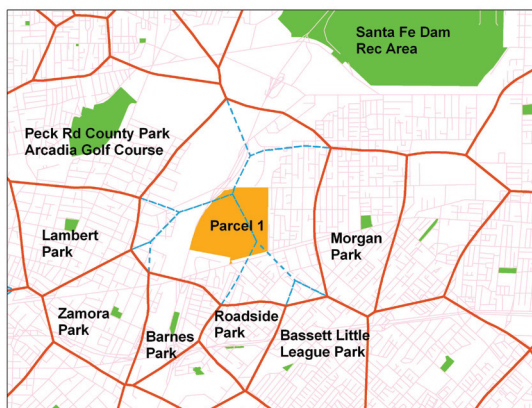 Santa Fe Dam
Rec Area
Peck Rd County Park
Arcadia Golf Course
Parcel 1
Lambert
Park
Morgan
Park
Zamora
Park
Barnes
Park
Roadside
Park
Bassett Little
League Park